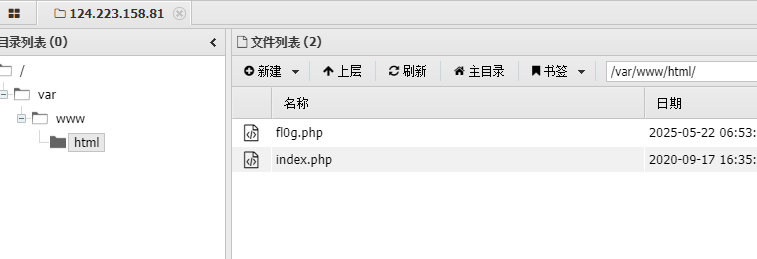 124.223.158.81
目录列表 (0)
文件列表 (2)
新建 上层 刷新 主目录 书签 /var/www/html/
/
var
www
html
名称 日期
fl0g.php 2025-05-22 06:53:
index.php 2020-09-17 16:35: